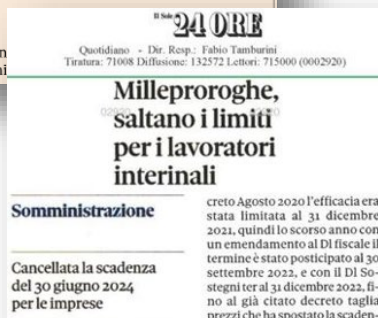 n
i
Il Sole
24 ORE
Quotidiano - Dir. Resp.: Fabio Tamburini
Tiratura: 71008 Diffusione: 132572 Lettori: 715000 (0002920)
Milleproroghe,
saltano i limiti
per i lavoratori
interinali
Somministrazione
Cancellata la scadenza
del 30 giugno 2024
per le imprese
creto Agosto 2020 l'efficacia era
stata limitata al 31 dicembre
2021, quindi lo scorso anno con
un emendamento al Dl fiscale il
termine è stato posticipato al 30
settembre 2022, e con il Dl So-
stegni ter al 31 dicembre 2022, fi-
no al già citato decreto taglia
prezzi che ha spostato la scaden-